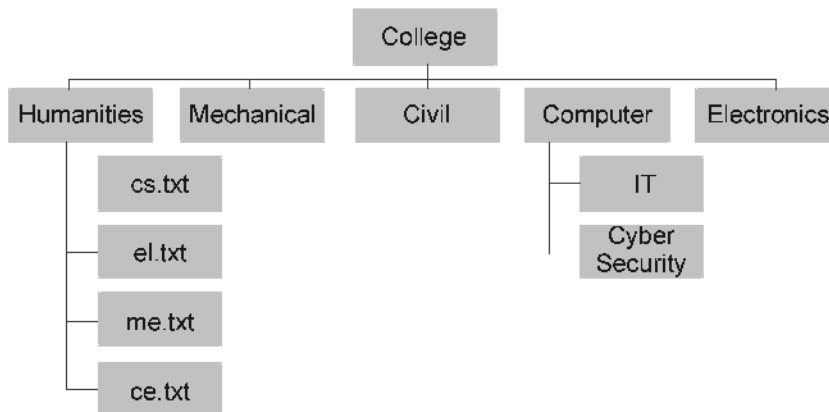 College
Humanities
Mechanical
Civil
Computer
Electronics
cs.txt
el.txt
me.txt
ce.txt
IT
Cyber
Security